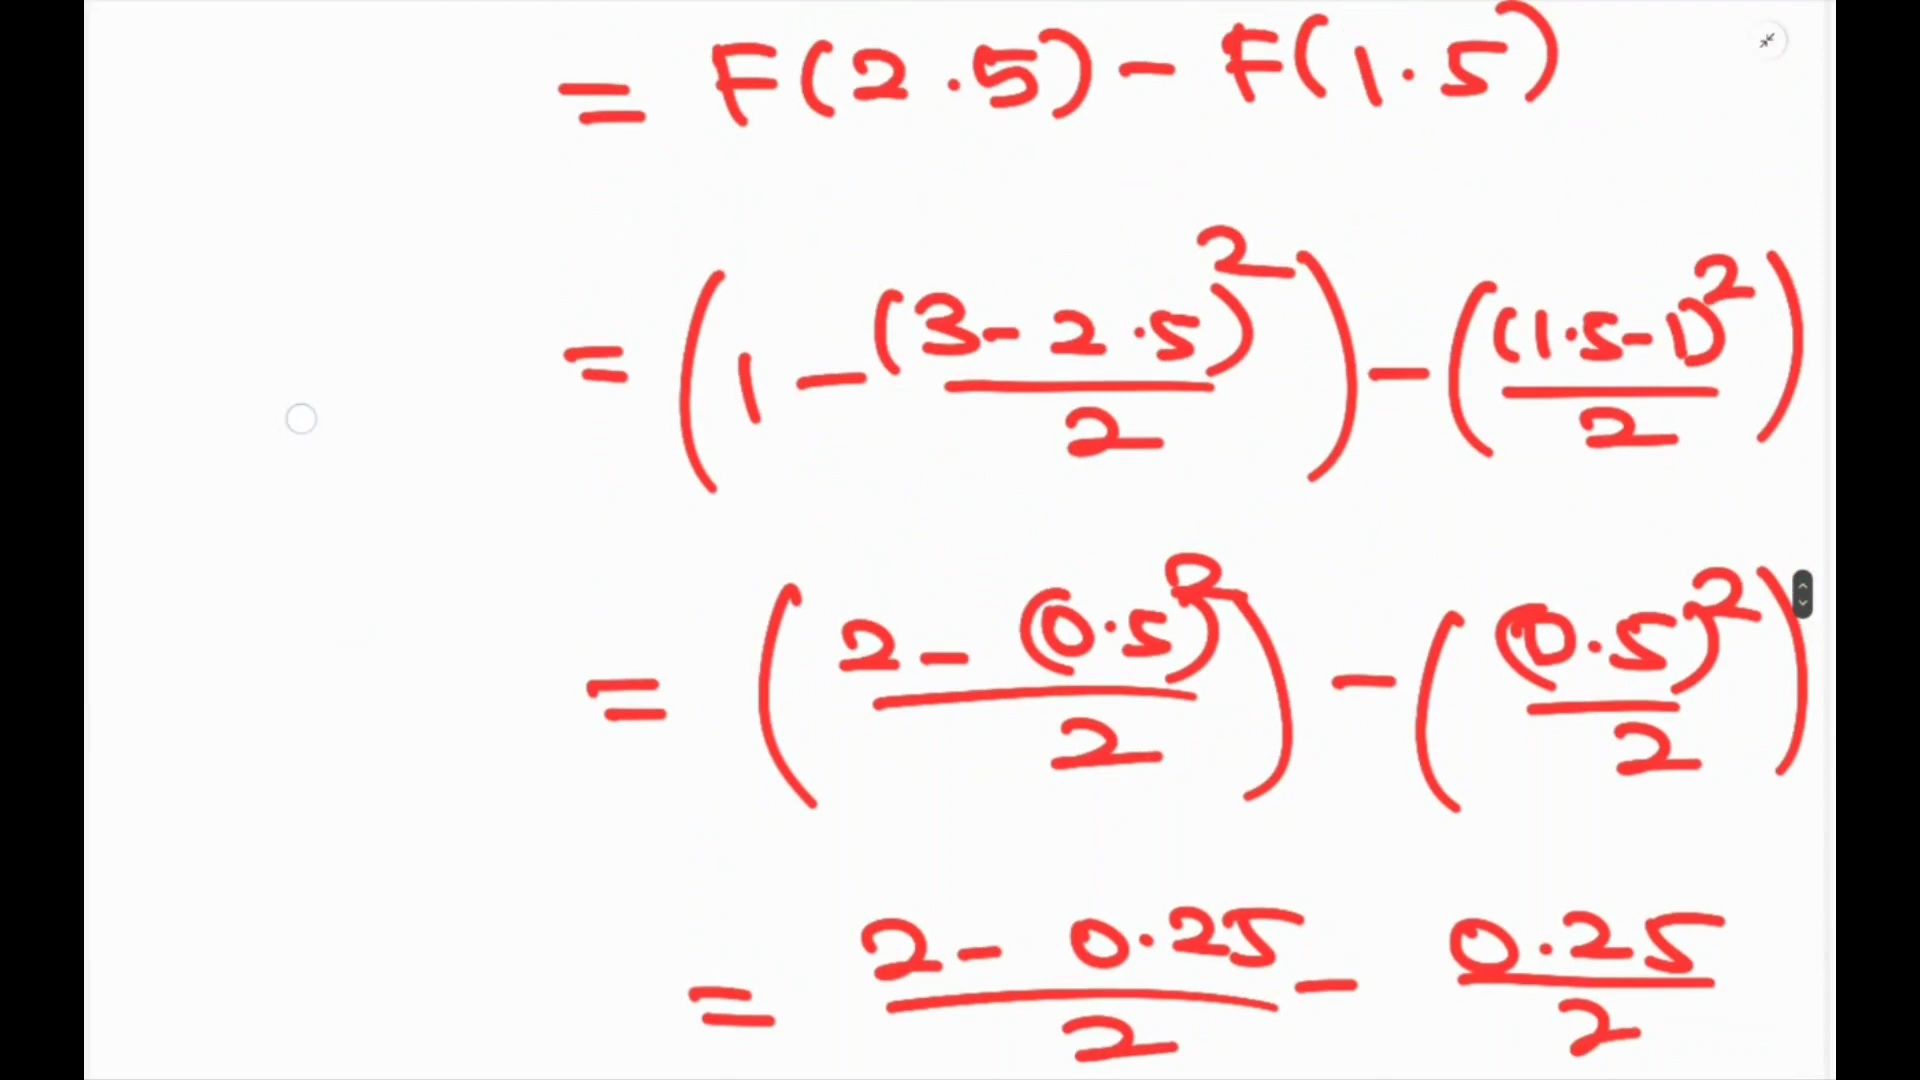 = F(2.5) - F(1.5)
= (1 - (3-2.5)^2/2) - ((1.5-1)^2/2)
= (2-(0.5)^2/2) - ((0.5)^2/2)
= 2-0.25/2 - 0.25/2